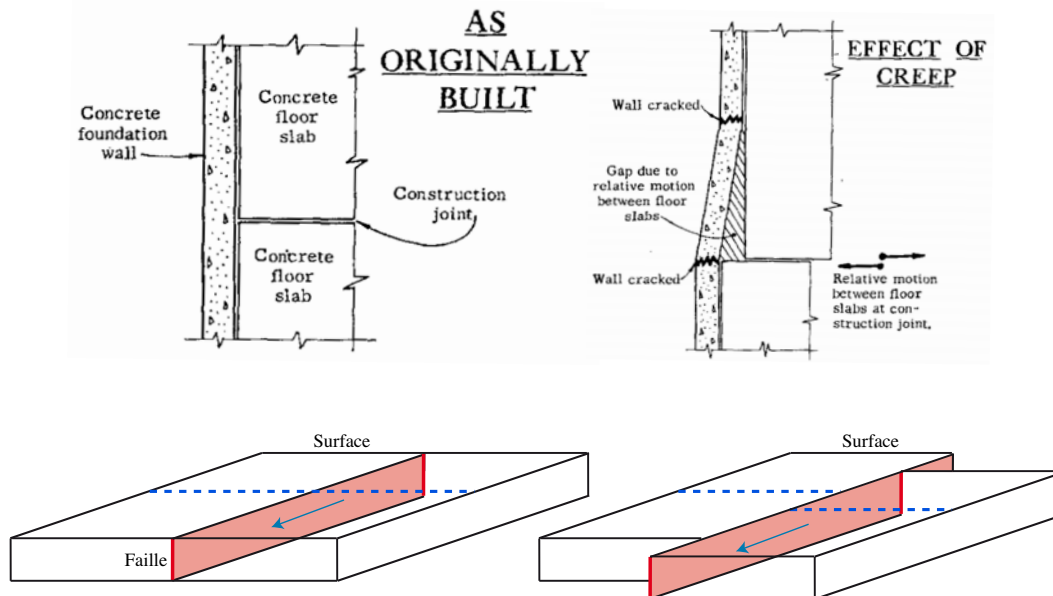 AS
ORIGINALLY
BUILT
Concrete
floor
slab
Concrete
foundation
wall
Construction
joint
Concrete
floor
slab
EFFECT OF
CREEP
Wall cracked
Gap due to
relative motion
between floor
slabs
Wall cracked
Relative motion
between floor
slabs at con-
struction joint.
Surface
Faille
Surface